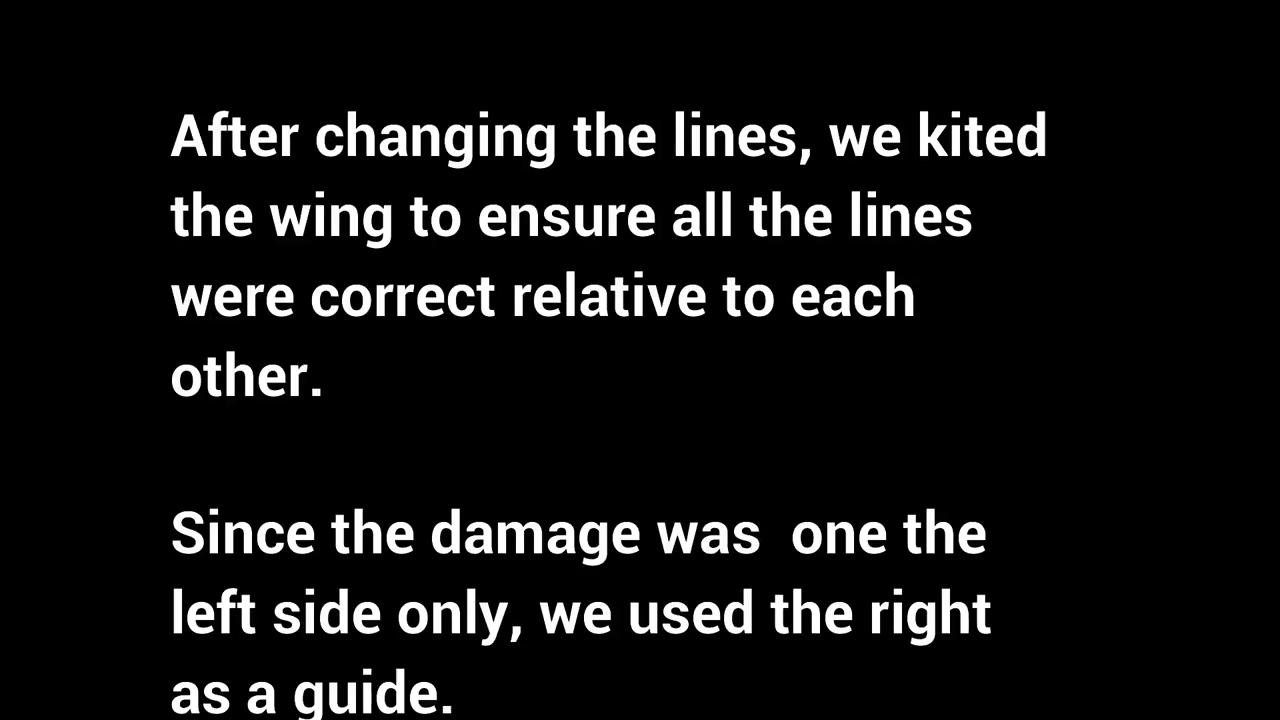 After changing the lines, we kited
the wing to ensure all the lines
were correct relative to each
other.
Since the damage was  one the
left side only, we used the right
as a guide.